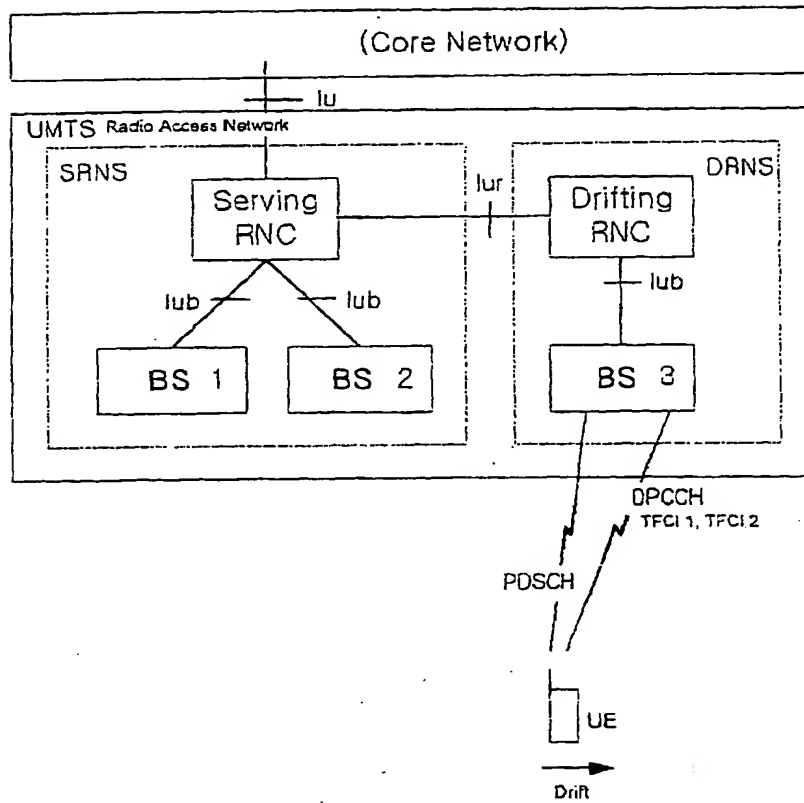 (Core Network)
Iu
UMTS Radio Access Network
SRNS
DRNS
Serving
RNC
Iur
Drifting
RNC
Iub
Iub
Iub
BS 1
BS 2
BS 3
DPCCH
TFCI 1, TFCI 2
PDSCH
UE
Drift